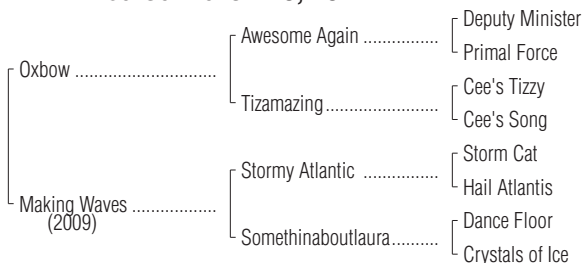 Deputy Minister
Awesome Again ................
Primal Force
Oxbow ..............................
Cee's Tizzy
Tizamazing........................
Cee's Song
Storm Cat
Stormy Atlantic ................
Hail Atlantis
Making Waves ..................
(2009)
Dance Floor
Somethinaboutlaura..........
Crystals of Ice